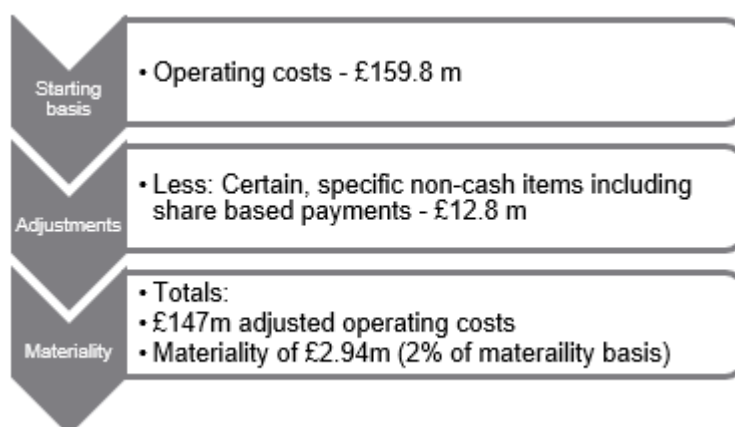 Starting
basis
• Operating costs - £159.8 m
Adjustments
• Less: Certain, specific non-cash items including
share based payments - £12.8 m
Materiality
• Totals:
• £147m adjusted operating costs
• Materiality of £2.94m (2% of materaility basis)